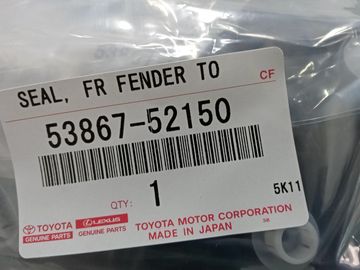 SEAL, FR FENDER TO
CF
53867-52150
QTY: 1
5K11
TOYOTA
GENUINE PARTS
LEXUS
GENUINE PARTS
TOYOTA MOTOR CORPORATION
MADE IN JAPAN